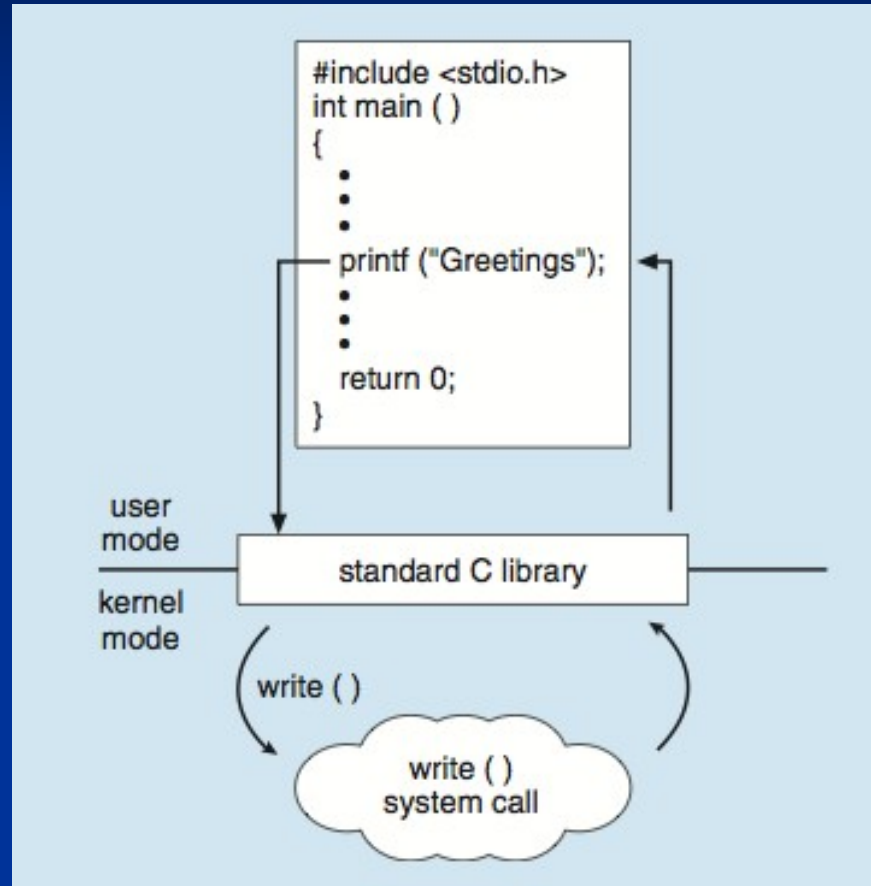 #include <stdio.h>
int main ( )
{
•
•
•
printf ("Greetings");
•
•
•
return 0;
}
user
mode
standard C library
kernel
mode
write ( )
write ( )
system call